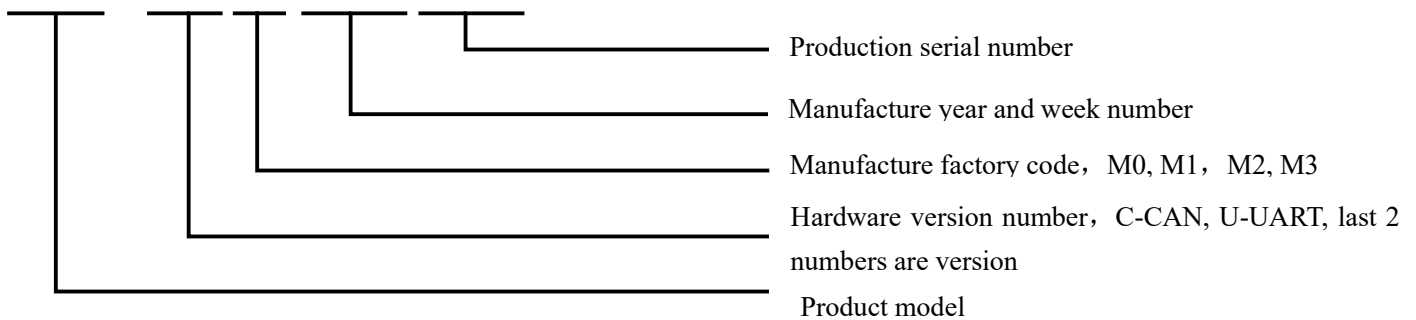 Production serial number
Manufacture year and week number
Manufacture factory code，M0, M1，M2, M3
Hardware version number，C-CAN, U-UART, last 2
numbers are version
Product model